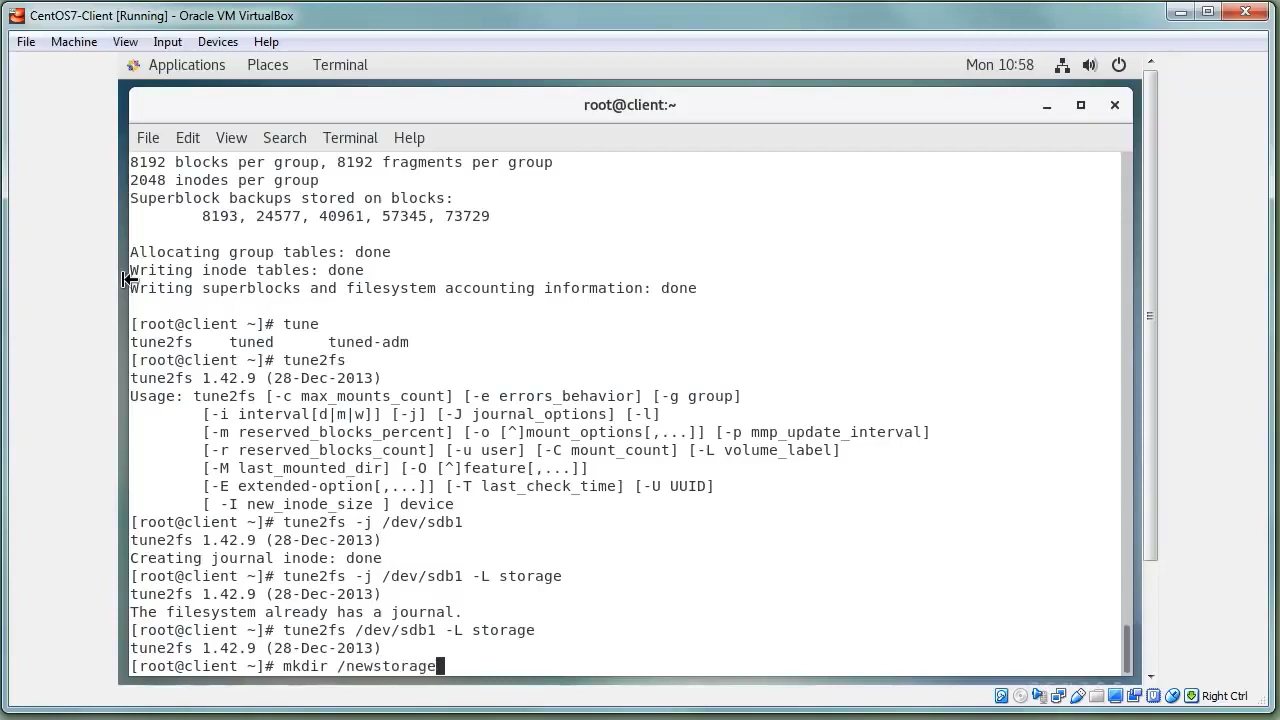 CentOS7-Client [Running] - Oracle VM VirtualBox
File Machine View Input Devices Help
Applications Places Terminal Mon 10:58
root@client:~
File Edit View Search Terminal Help
8192 blocks per group, 8192 fragments per group
2048 inodes per group
Superblock backups stored on blocks:
8193, 24577, 40961, 57345, 73729
Allocating group tables: done
Writing inode tables: done
Writing superblocks and filesystem accounting information: done
[root@client ~]# tune
tune2fs tuned tuned-adm
[root@client ~]# tune2fs
tune2fs 1.42.9 (28-Dec-2013)
Usage: tune2fs [-c max_mounts_count] [-e errors_behavior] [-g group]
[-i interval[d|m|w]] [-j] [-J journal_options] [-l]
[-m reserved_blocks_percent] [-o [^]mount_options[,...]] [-p mmp_update_interval]
[-r reserved_blocks_count] [-u user] [-C mount_count] [-L volume_label]
[-M last_mounted_dir] [-O [^]feature[,...]]
[-E extended-option[,...]] [-T last_check_time] [-U UUID]
[ -I new_inode_size ] device
[root@client ~]# tune2fs -j /dev/sdb1
tune2fs 1.42.9 (28-Dec-2013)
Creating journal inode: done
[root@client ~]# tune2fs -j /dev/sdb1 -L storage
tune2fs 1.42.9 (28-Dec-2013)
The filesystem already has a journal.
[root@client ~]# tune2fs /dev/sdb1 -L storage
tune2fs 1.42.9 (28-Dec-2013)
[root@client ~]# mkdir /newstorage
Right Ctrl